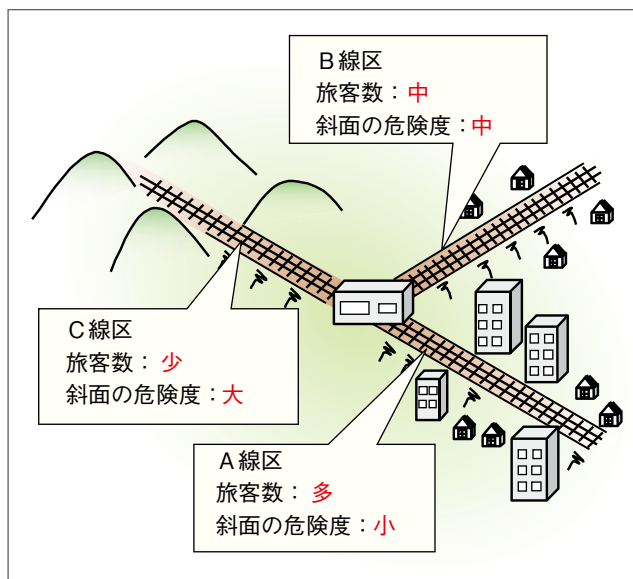 B線区
旅客数：中
斜面の危険度：中
C線区
旅客数：少
斜面の危険度：大
A線区
旅客数：多
斜面の危険度：小